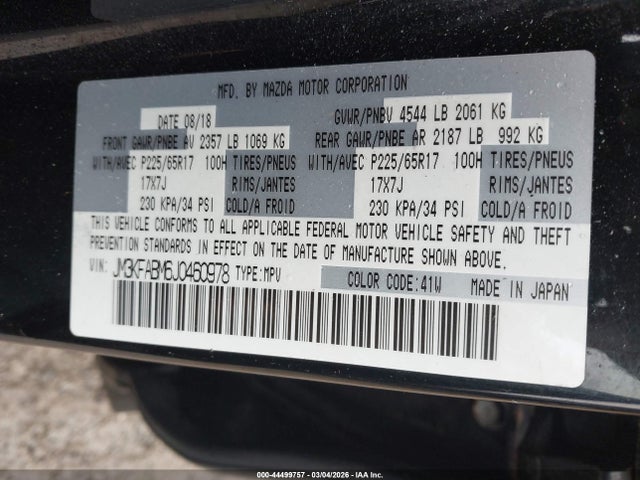 MFD. BY MAZDA MOTOR CORPORATION
DATE 08/18 GVWR/PNBV 4544 LB 2061 KG
FRONT GAWR/PNBE AV 2357 LB 1069 KG REAR GAWR/PNBE AR 2187 LB 992 KG
WITH/AVEC P225/65R17 100H TIRES/PNEUS WITH/AVEC P225/65R17 100H TIRES/PNEUS
17X7J RIMS/JANTES 17X7J RIMS/JANTES
230 KPA/34 PSI COLD/A FROID 230 KPA/34 PSI COLD/A FROID
THIS VEHICLE CONFORMS TO ALL APPLICABLE FEDERAL MOTOR VEHICLE SAFETY AND THEFT
PREVENTION STANDARDS IN EFFECT ON THE DATE OF MANUFACTURE SHOWN ABOVE.
VIN: JM3KFABM6J0460978 TYPE:MPV COLOR CODE:41W MADE IN JAPAN
000-44499757 - 03/04/2026 - IAA Inc.